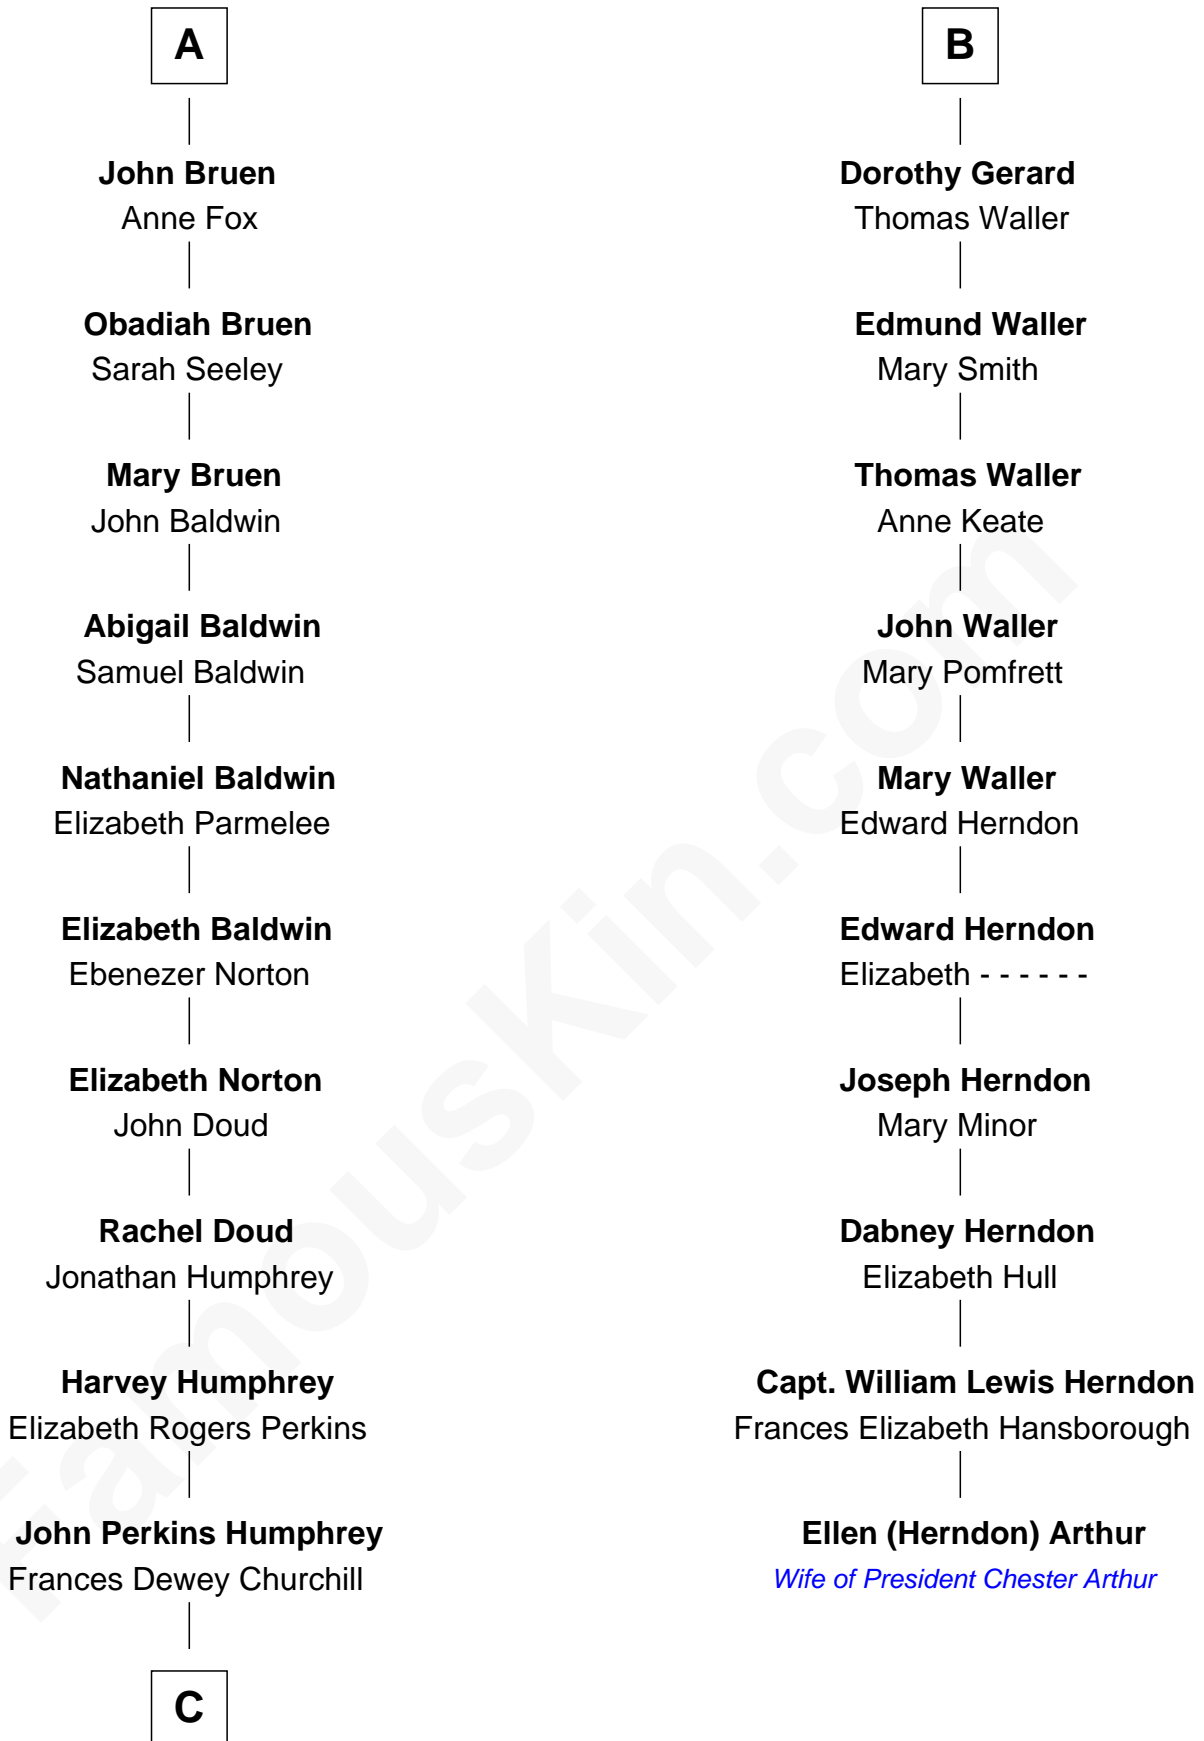 A
John Bruen
Anne Fox
Obadiah Bruen
Sarah Seeley
Mary Bruen
John Baldwin
Abigail Baldwin
Samuel Baldwin
Nathaniel Baldwin
Elizabeth Parmelee
Elizabeth Baldwin
Ebenezer Norton
Elizabeth Norton
John Doud
Rachel Doud
Jonathan Humphrey
Harvey Humphrey
Elizabeth Rogers Perkins
John Perkins Humphrey
Frances Dewey Churchill
C
B
Dorothy Gerard
Thomas Waller
Edmund Waller
Mary Smith
Thomas Waller
Anne Keate
John Waller
Mary Pomfrett
Mary Waller
Edward Herndon
Edward Herndon
Elizabeth - - - - - -
Joseph Herndon
Mary Minor
Dabney Herndon
Elizabeth Hull
Capt. William Lewis Herndon
Frances Elizabeth Hansborough
Ellen (Herndon) Arthur
Wife of President Chester Arthur
FamousKin.com